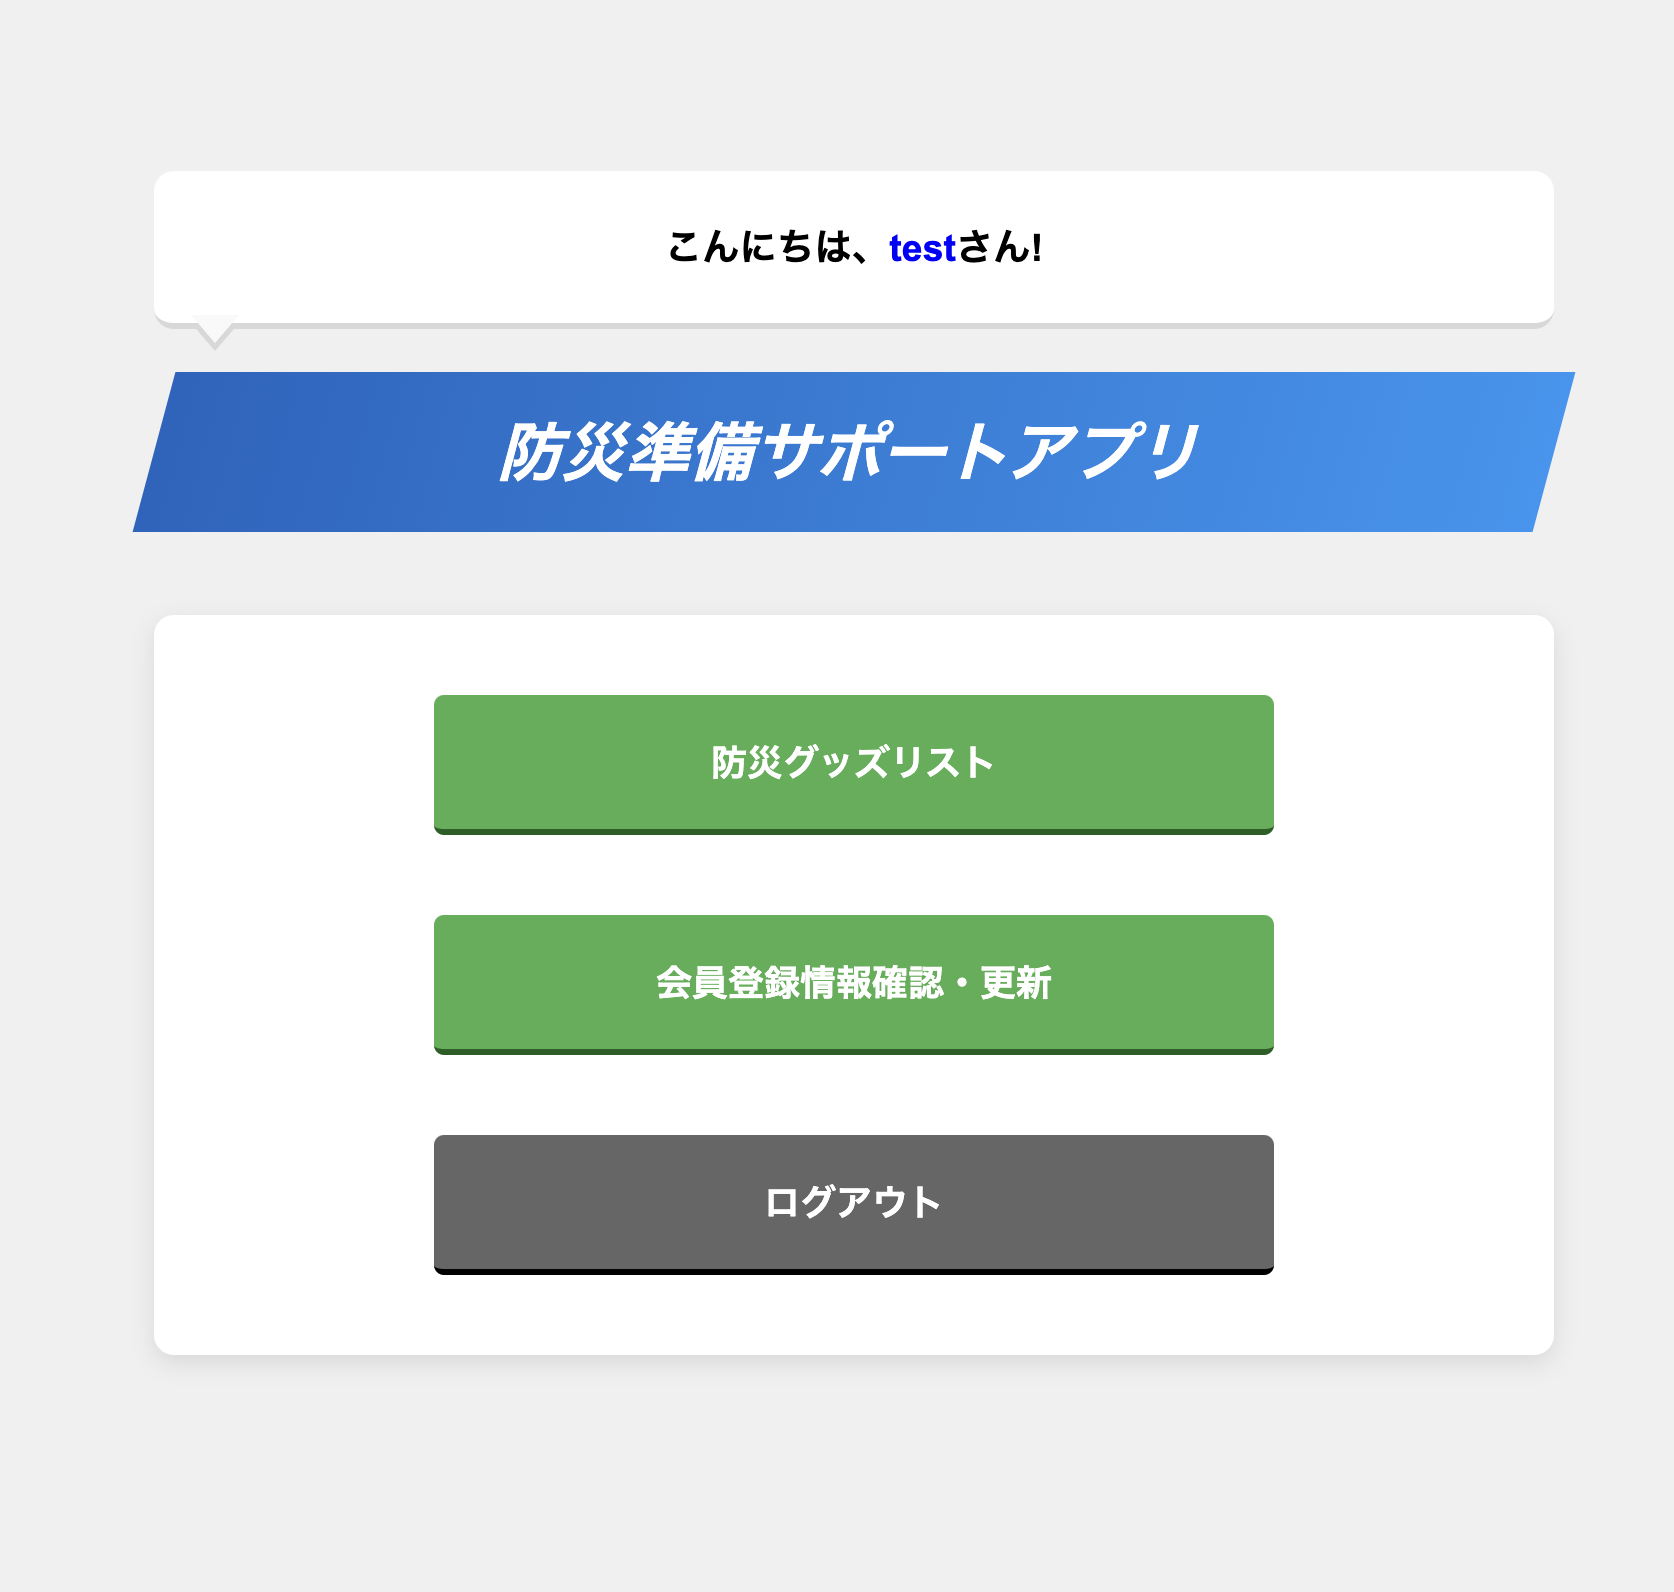 こんにちは、testさん!
防災準備サポートアプリ
防災グッズリスト
会員登録情報確認・更新
ログアウト